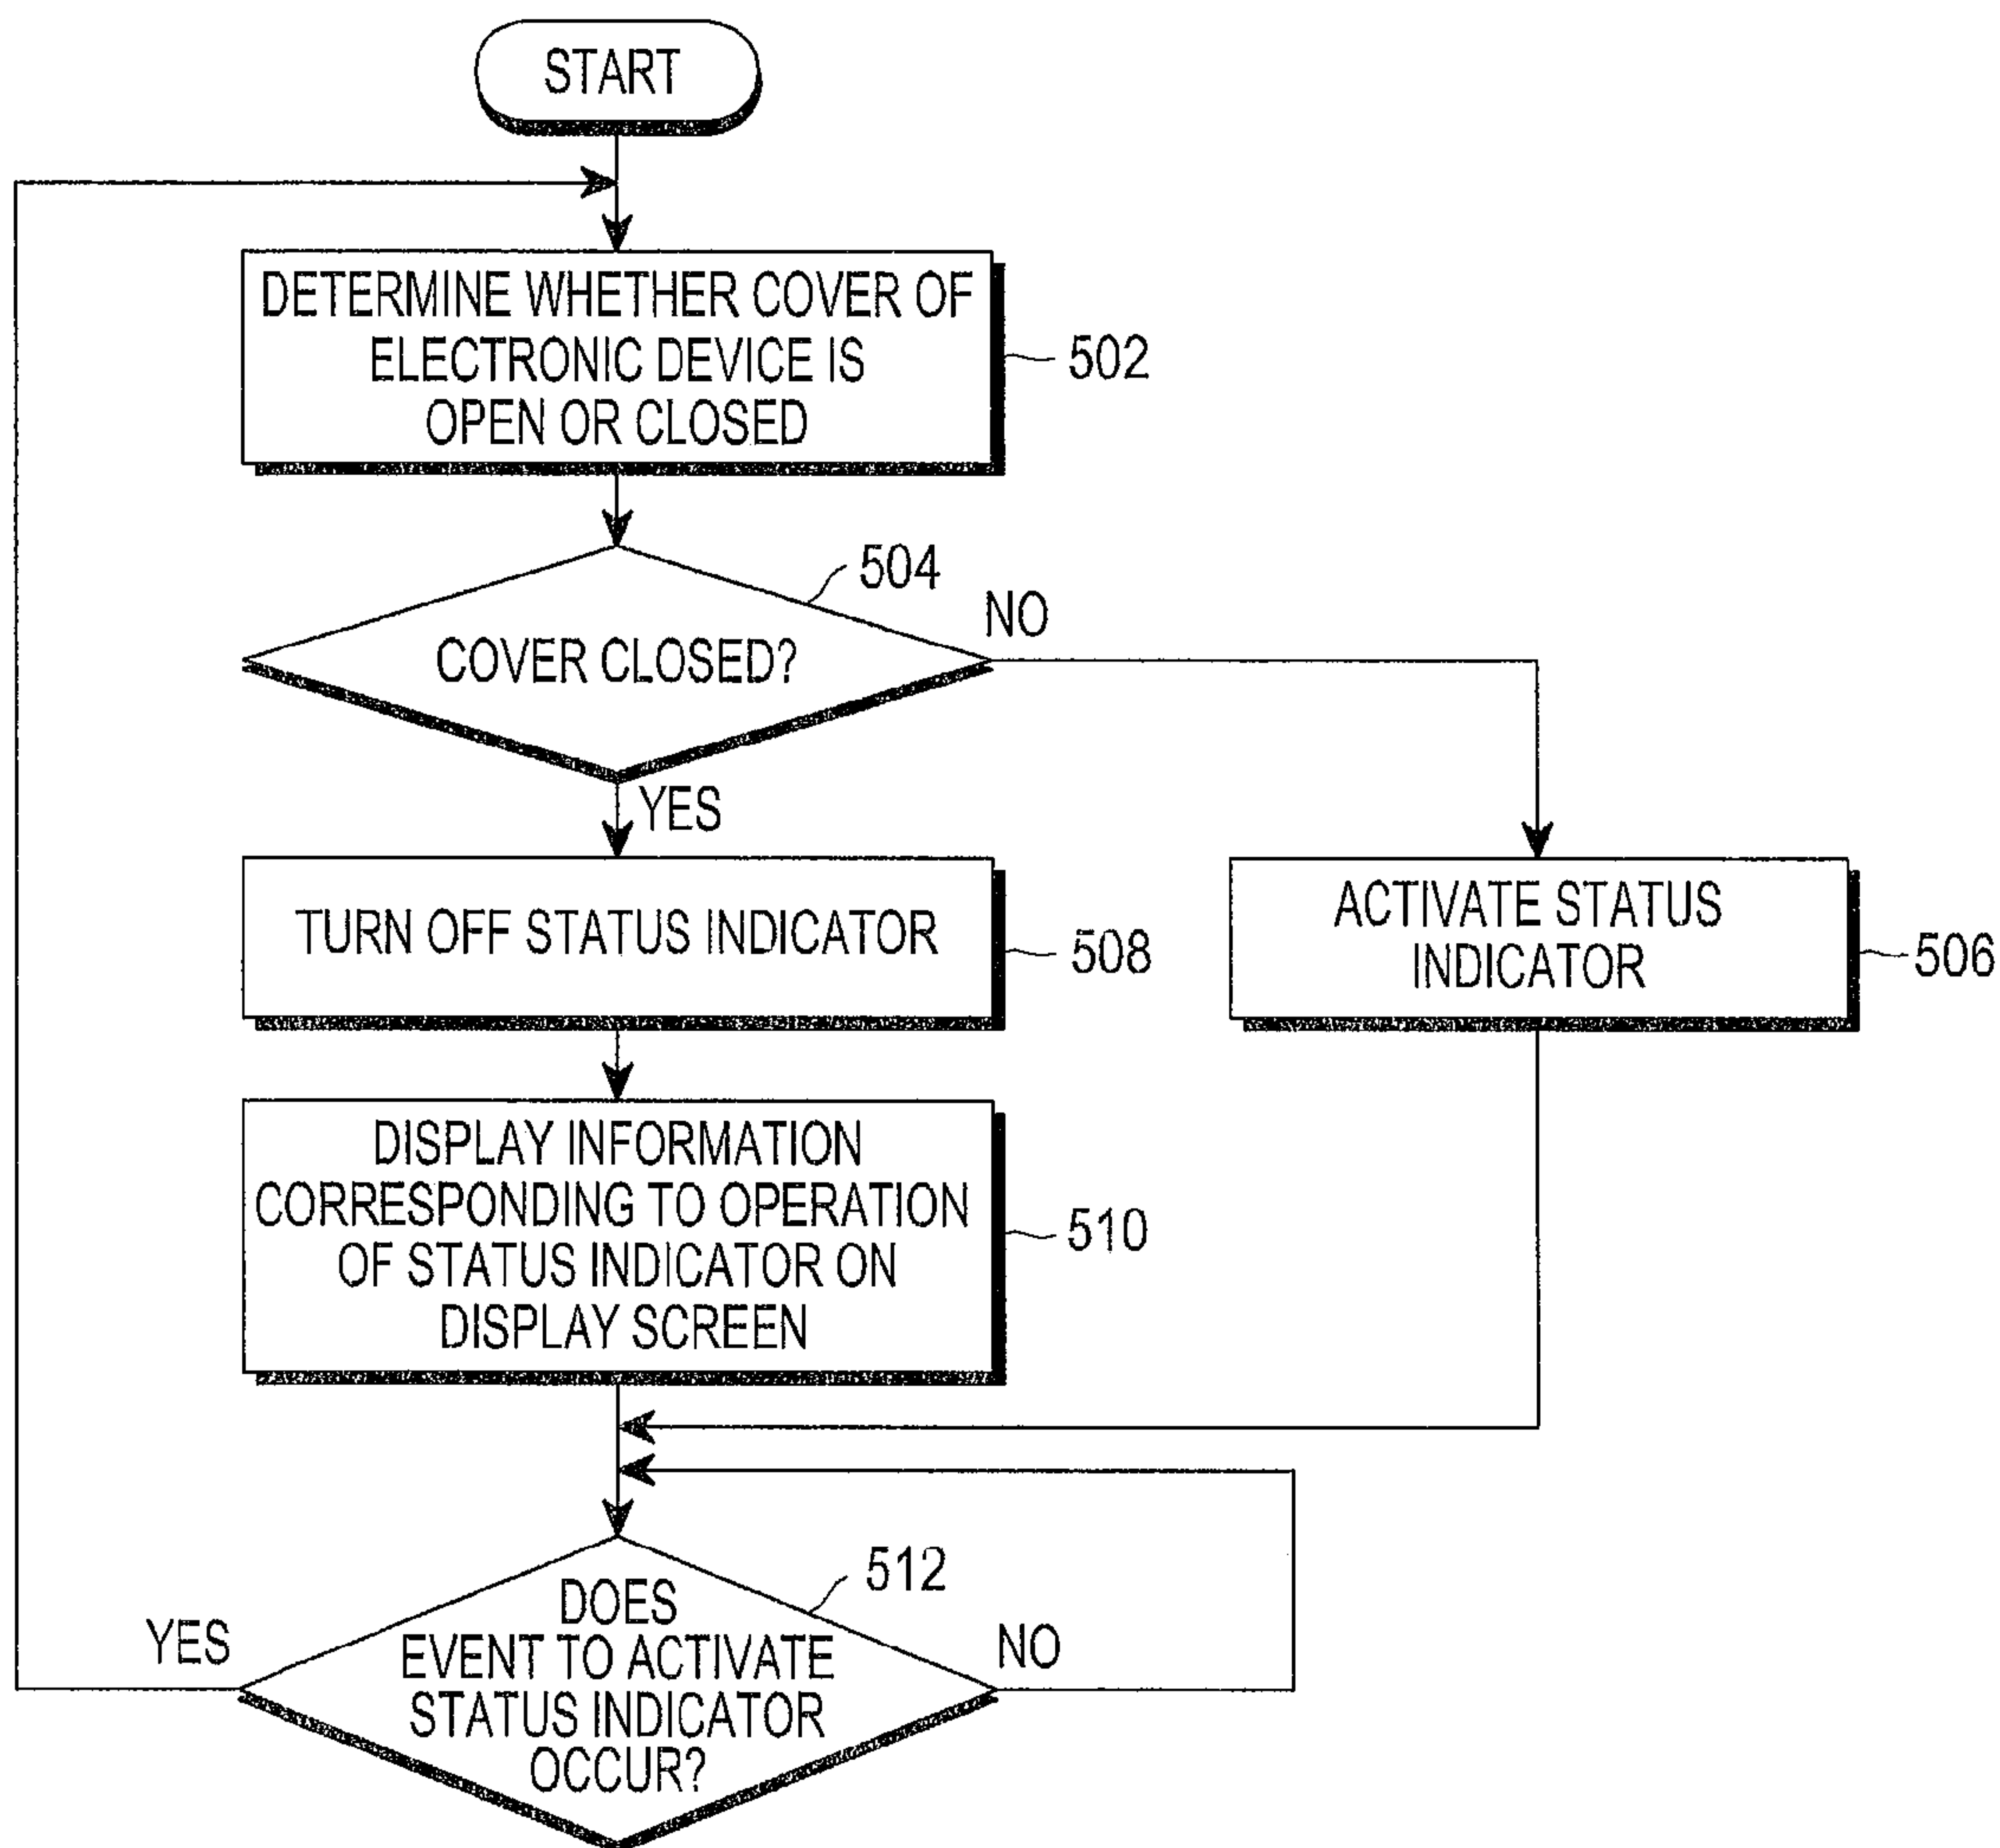 START
DETERMINE WHETHER COVER OF
ELECTRONIC DEVICE IS
OPEN OR CLOSED
502
504
NO
COVER CLOSED?
YES
TURN OFF STATUS INDICATOR
508
ACTIVATE STATUS
INDICATOR
506
DISPLAY INFORMATION
CORRESPONDING TO OPERATION
OF STATUS INDICATOR ON
DISPLAY SCREEN
510
512
YES
DOES
EVENT TO ACTIVATE
STATUS INDICATOR
OCCUR?
NO